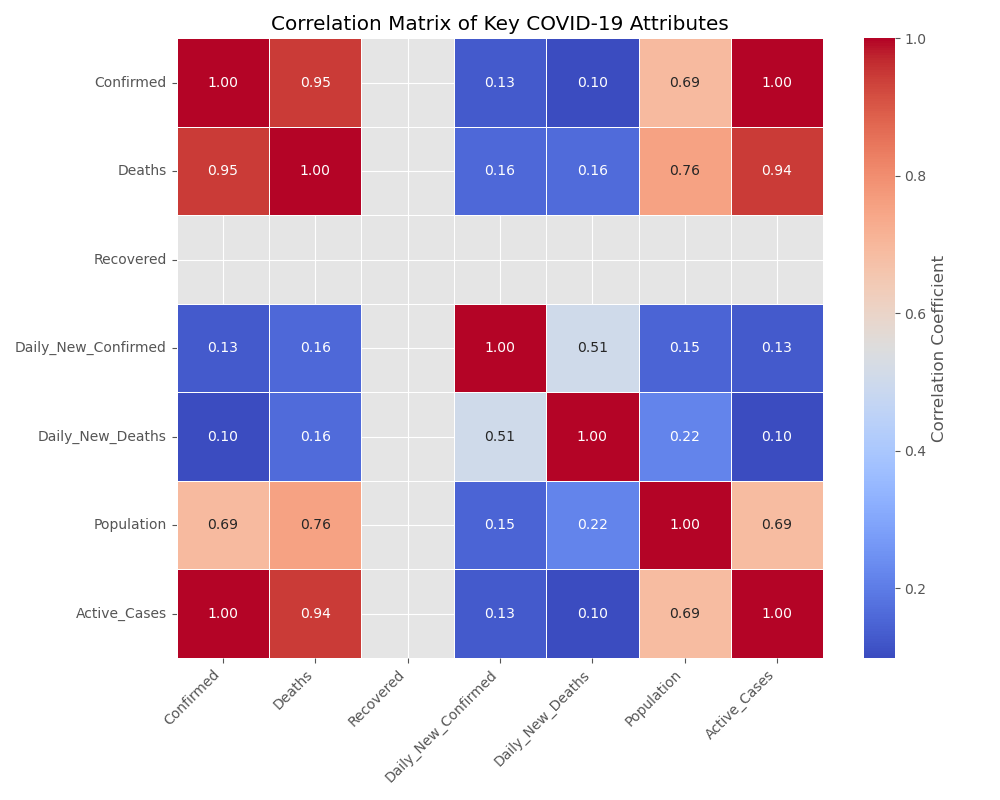 Correlation Matrix of Key COVID-19 Attributes
Confirmed 1.00 0.95 0.13 0.10 0.69 1.00
Deaths 0.95 1.00 0.16 0.16 0.76 0.94
Recovered
Daily_New_Confirmed 0.13 0.16 1.00 0.51 0.15 0.13
Daily_New_Deaths 0.10 0.16 0.51 1.00 0.22 0.10
Population 0.69 0.76 0.15 0.22 1.00 0.69
Active_Cases 1.00 0.94 0.13 0.10 0.69 1.00
Confirmed
Deaths
Recovered
Daily_New_Confirmed
Daily_New_Deaths
Population
Active_Cases
1.0
0.8
0.6
0.4
0.2
Correlation Coefficient